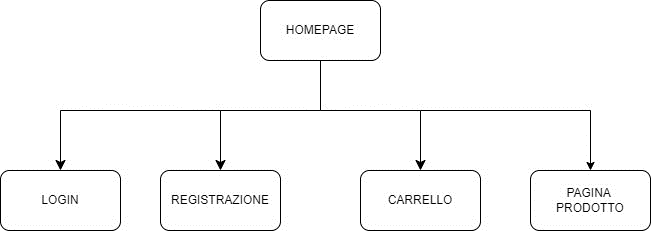 HOMEPAGE
LOGIN
REGISTRAZIONE
CARRELLO
PAGINA
PRODOTTO